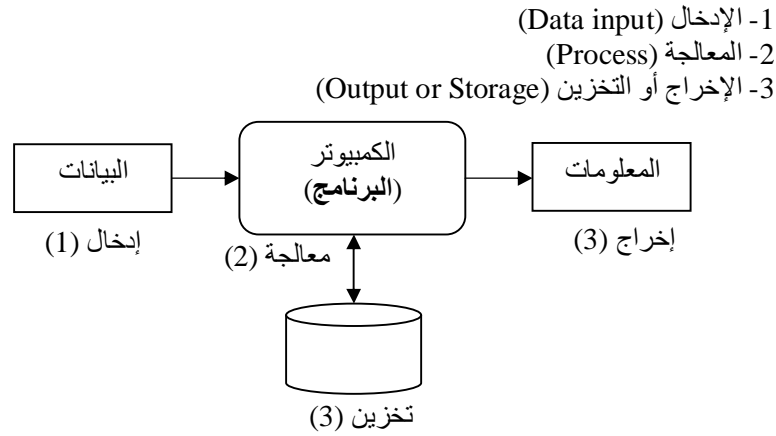 1- الإدخال (Data input)
2- المعالجة (Process)
3- الإخراج أو التخزين (Output or Storage)
البيانات
الكمبيوتر
(البرنامج)
المعلومات
إدخال (1)
معالجة (2)
إخراج (3)
تخزين (3)